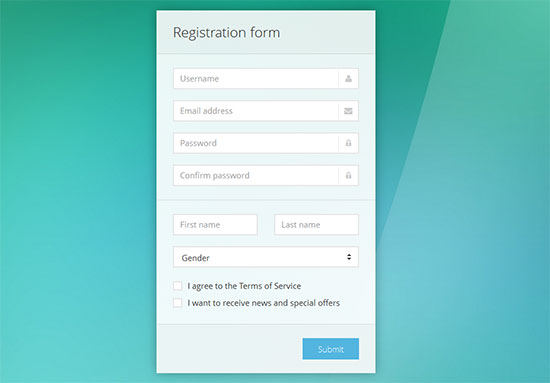 Registration form
Username
Email address
Password
Confirm password
First name Last name
Gender
I agree to the Terms of Service
I want to receive news and special offers
Submit